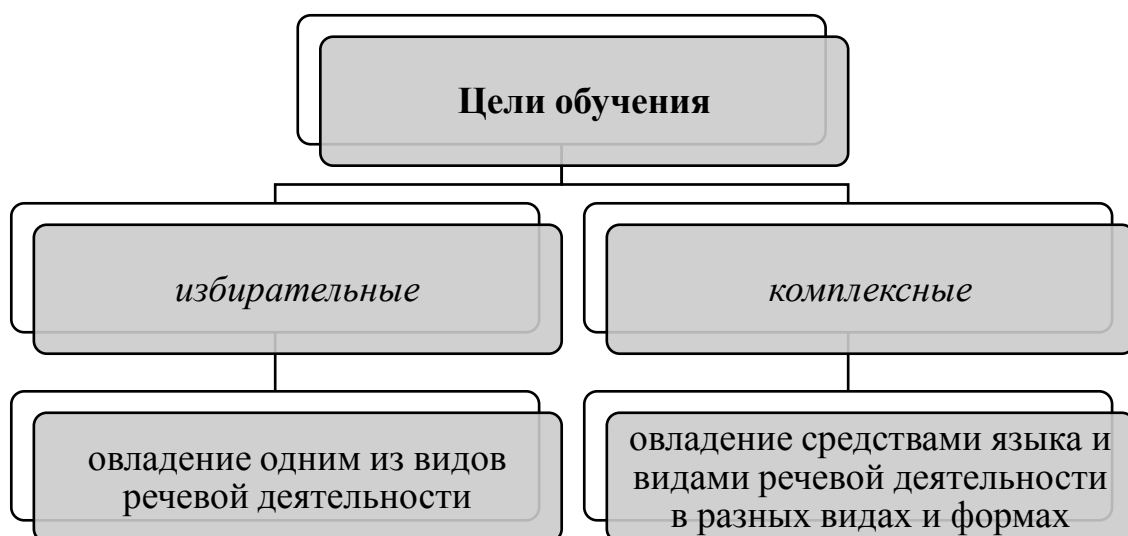 Цели обучения
избирательные
комплексные
овладение одним из видов
речевой деятельности
овладение средствами языка и
видами речевой деятельности
в разных видах и формах